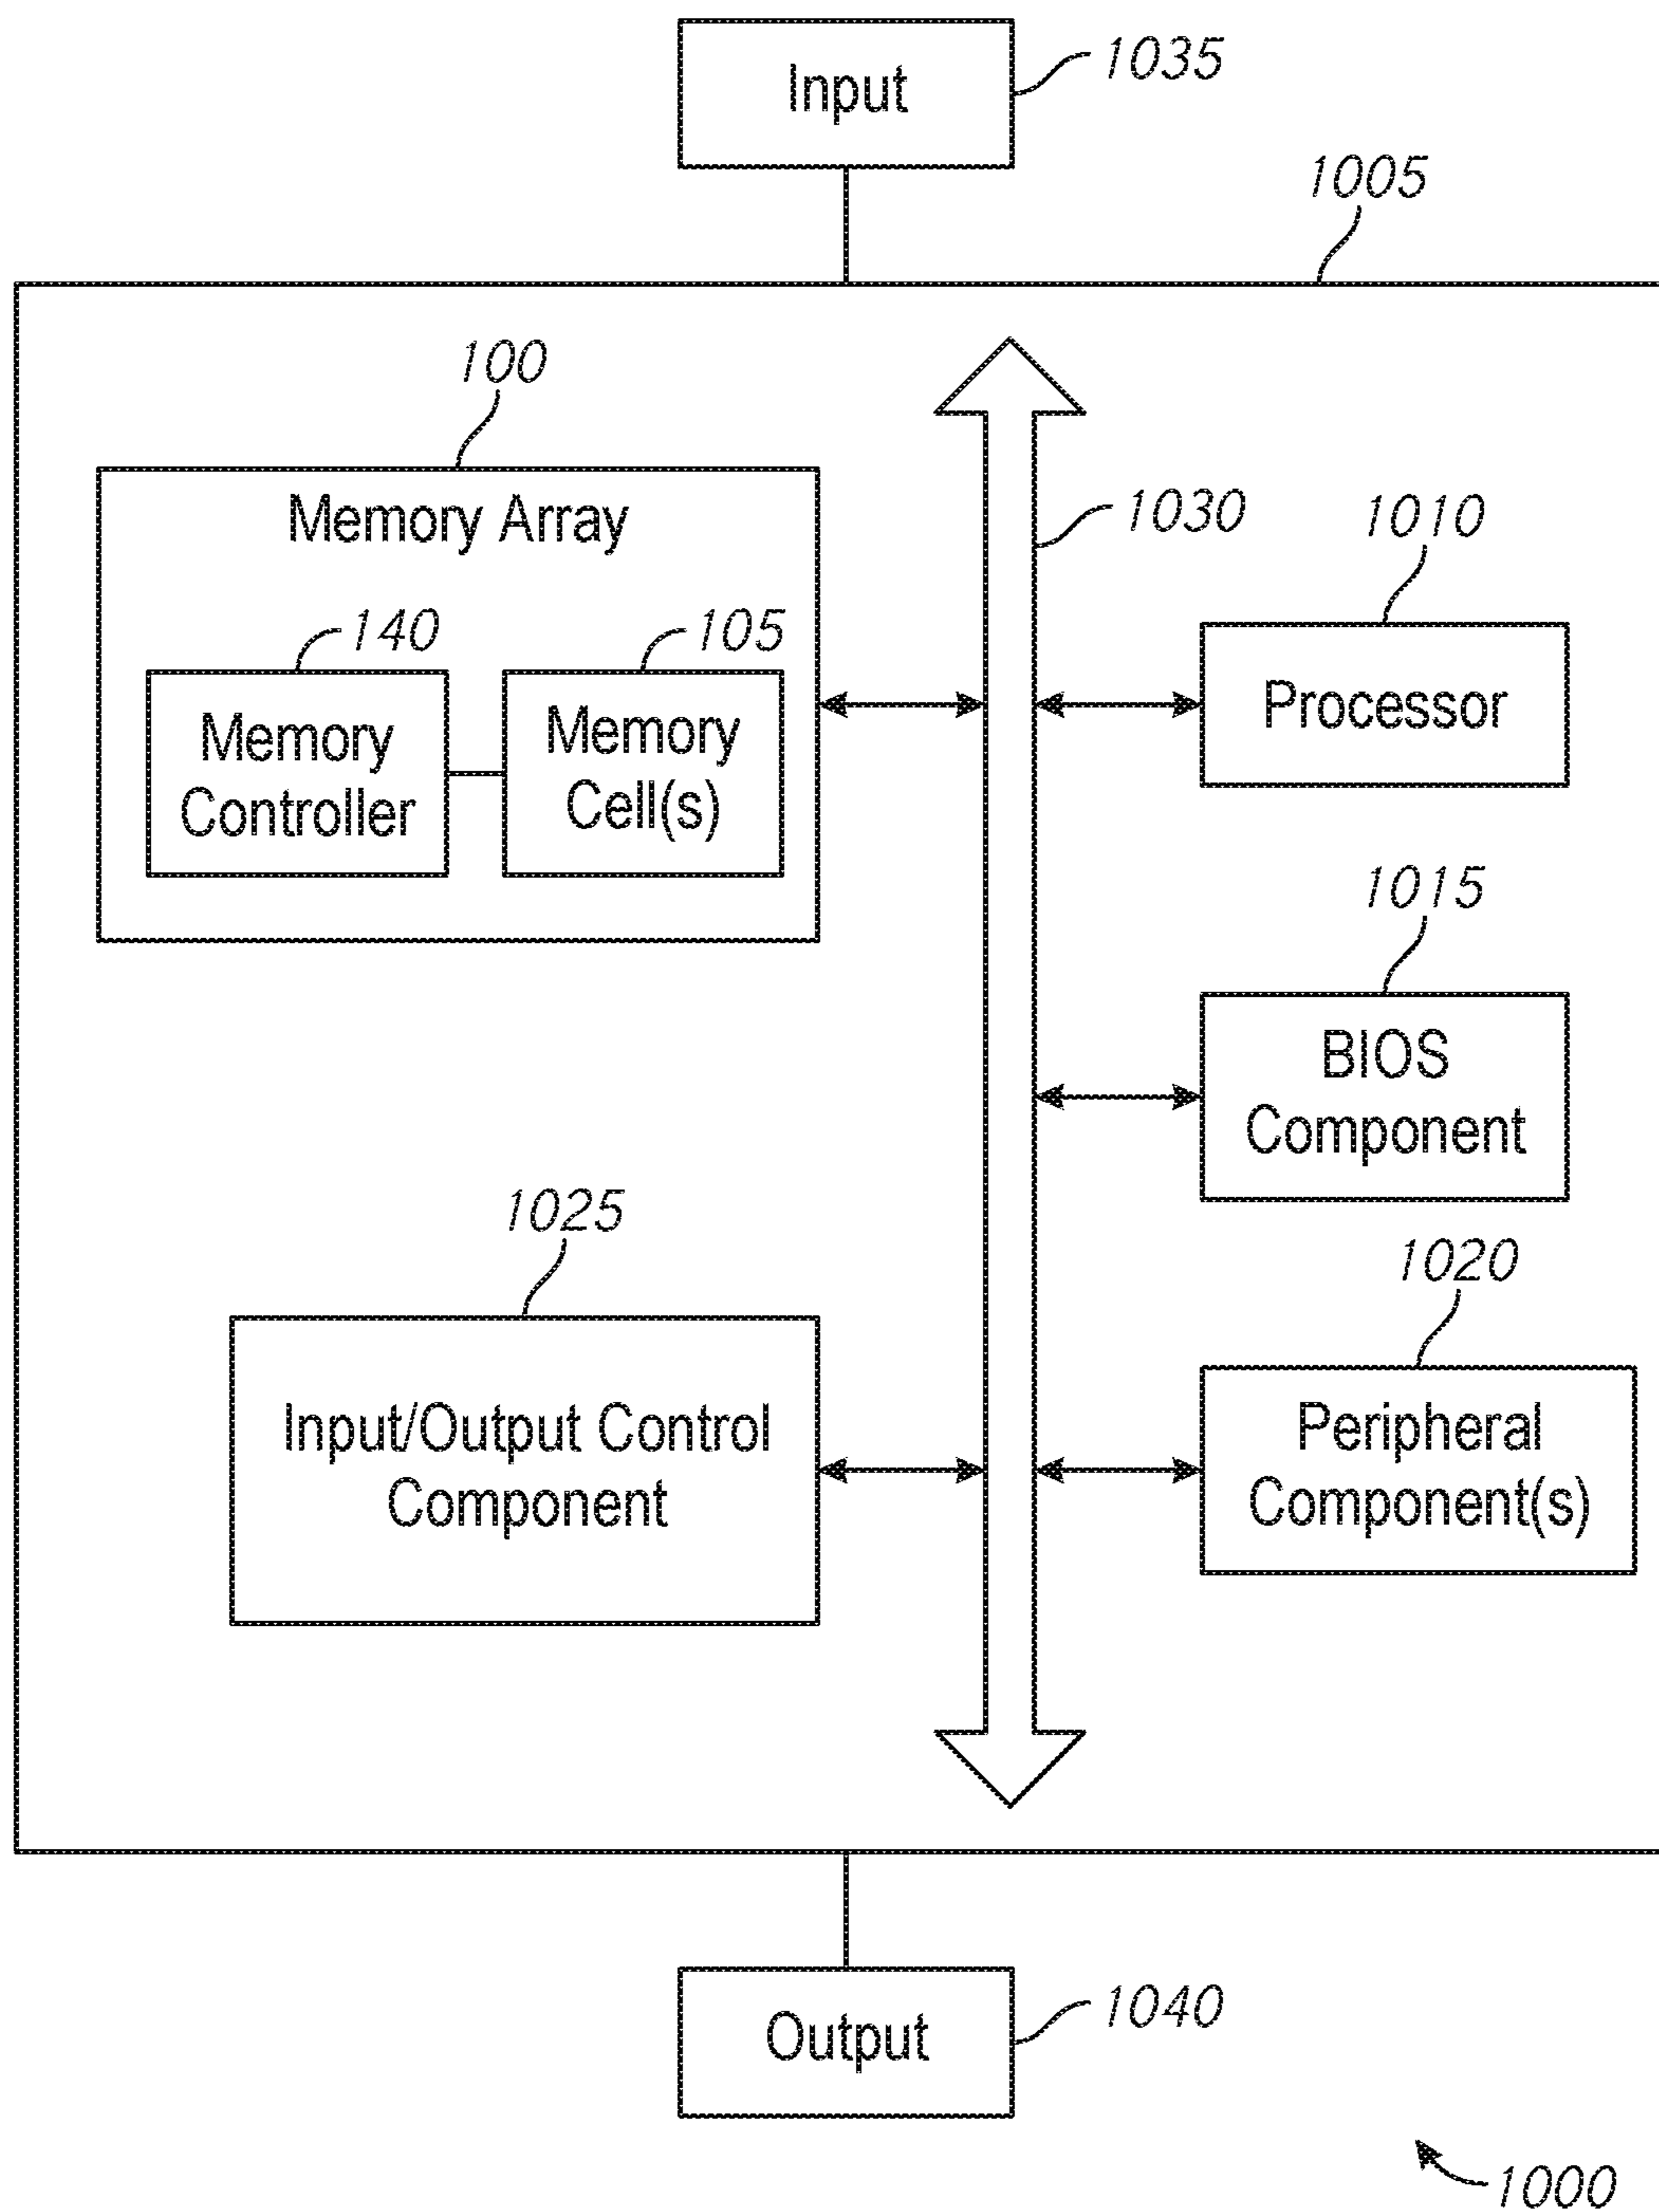 Input
1035
1005
100
Memory Array
1030
1010
140
105
Memory
Controller
Memory
Cell(s)
Processor
1015
BIOS
Component
1025
1020
Input/Output Control
Component
Peripheral
Component(s)
Output
1040
1000